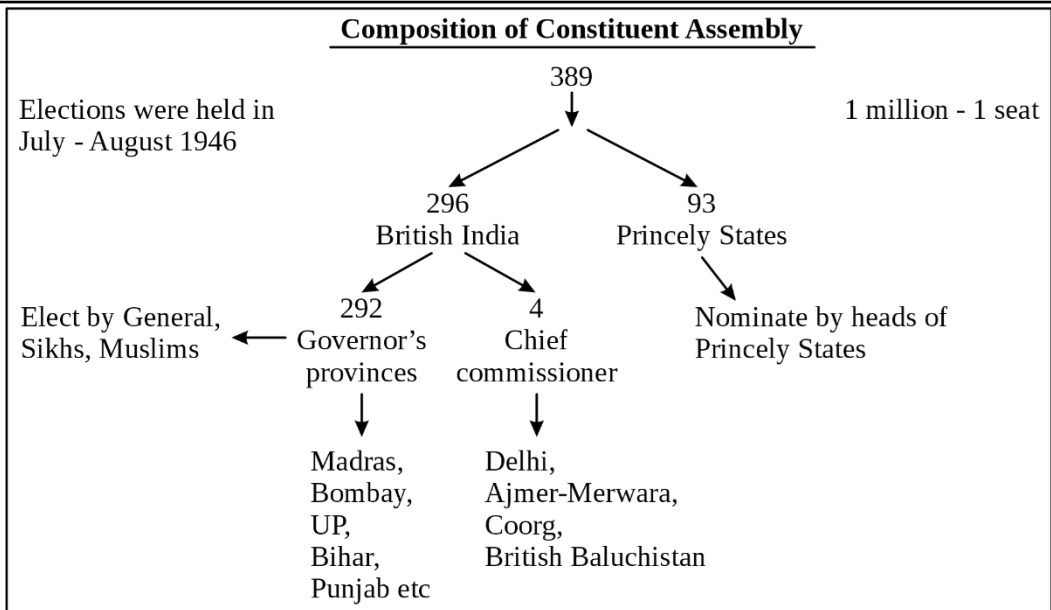 Composition of Constituent Assembly
389
Elections were held in
July - August 1946
1 million - 1 seat
296
British India
93
Princely States
Elect by General,
Sikhs, Muslims
292
Governor's
provinces
4
Chief
commissioner
Nominate by heads of
Princely States
Madras,
Bombay,
UP,
Bihar,
Punjab etc
Delhi,
Ajmer-Merwara,
Coorg,
British Baluchistan